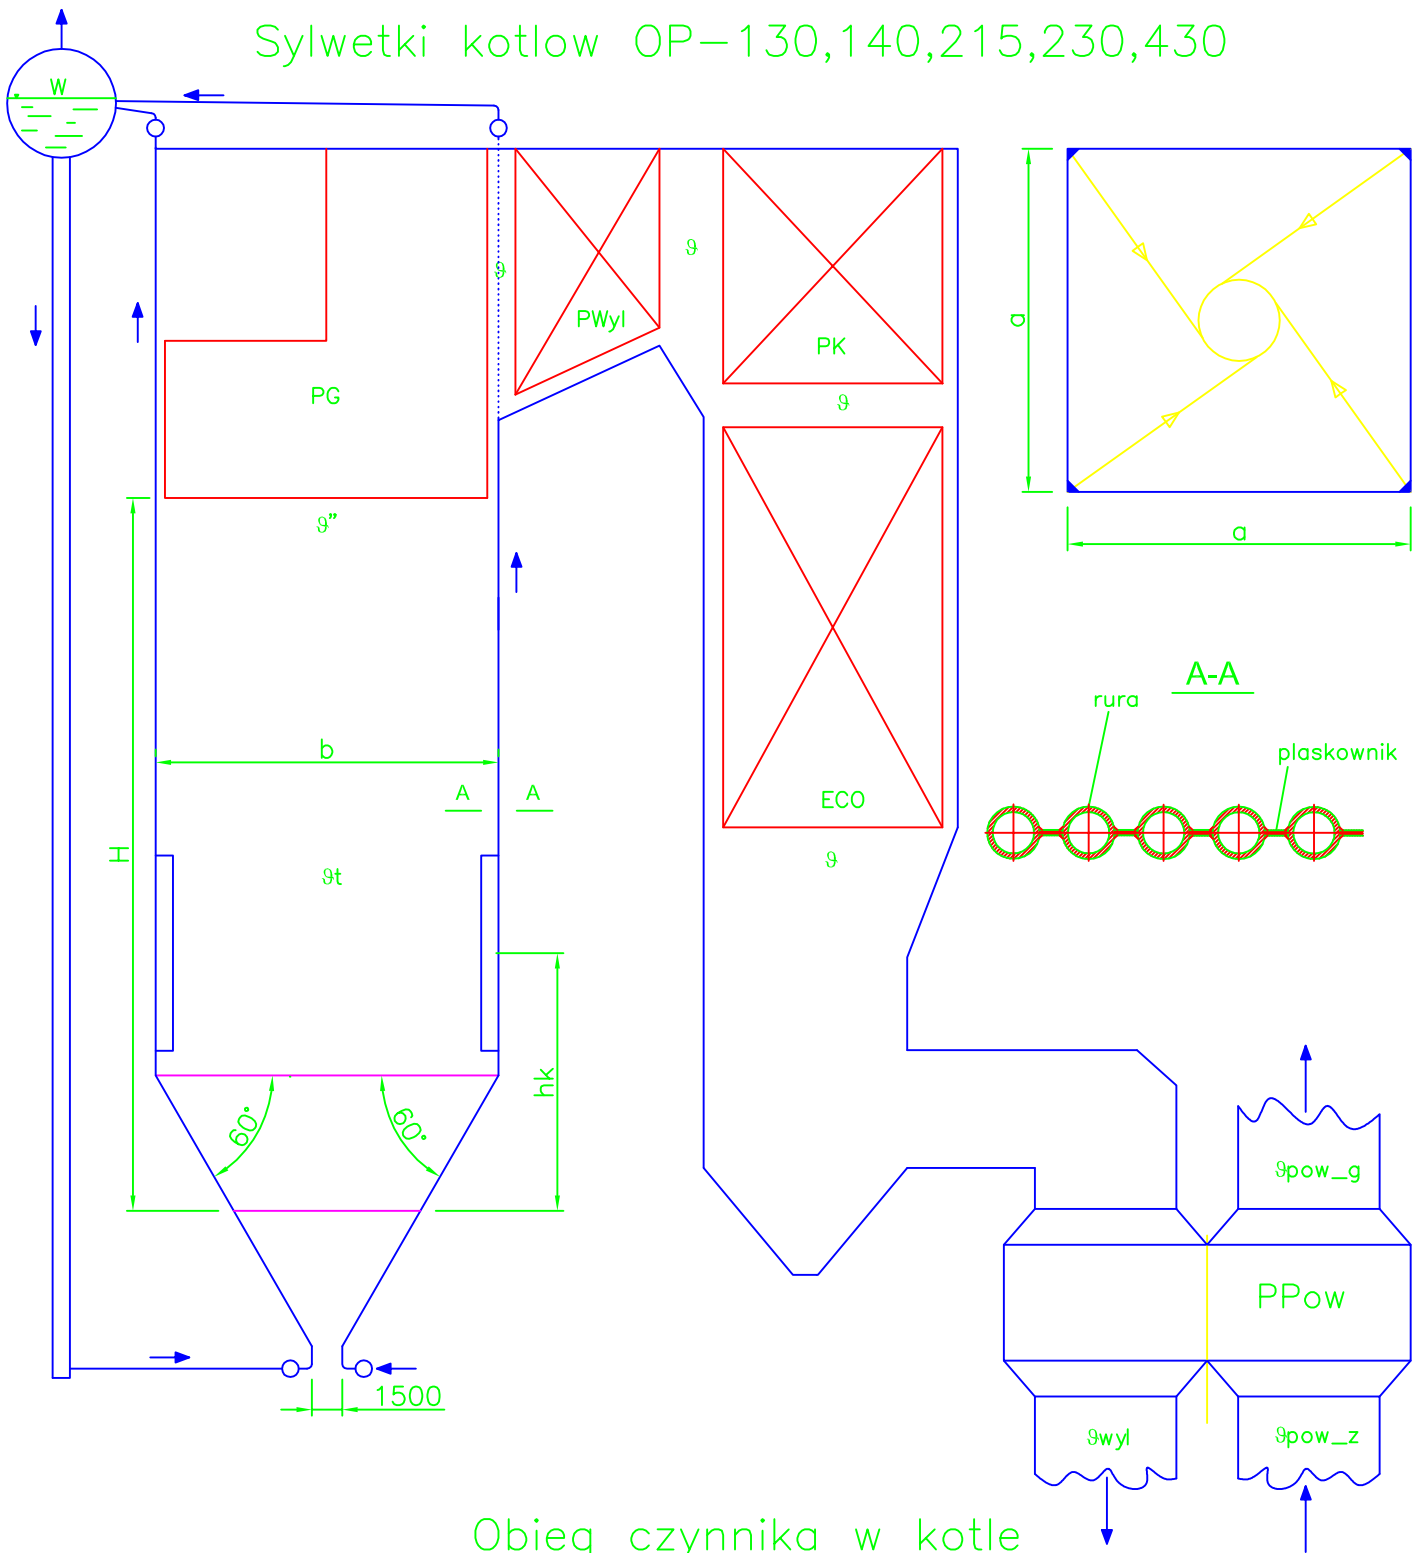 Sylwetki kotlow OP-130,140,215,230,430
W
ϑ
ϑ
PWyl
PK
a
PG
ϑ
ϑ"
a
A-A
rura
b
plaskownik
A A
ECO
H
ϑ
ϑt
hk
60°
60°
ϑpow_g
PPow
1500
ϑwyl
ϑpow_z
Obieg czynnika w kotle